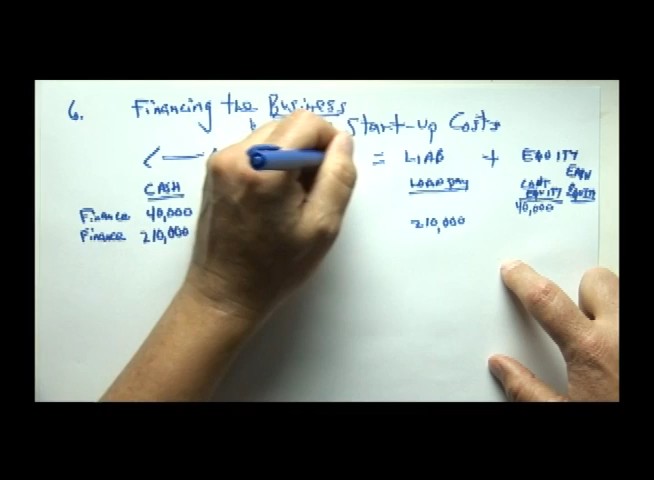 6. Financing the Business
Start-up Costs
= LIAB + EQUITY
CASH LOAN PAY CONT EQUITY EARN EQUITY
Finance 40,000 40,000
Finance 210,000 210,000